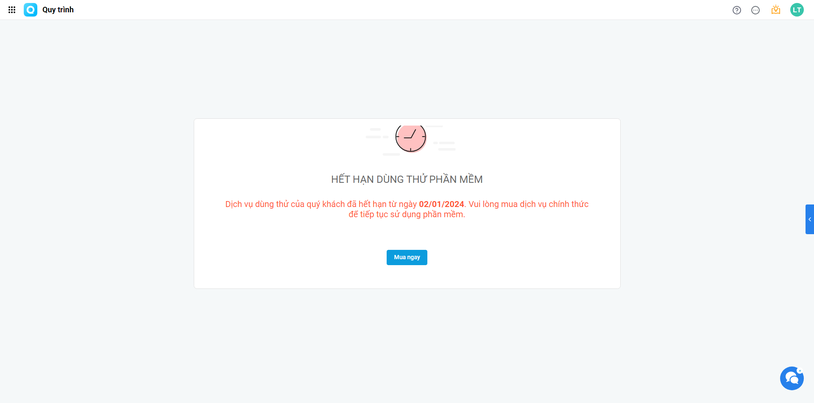 Quy trình
LT
HẾT HẠN DÙNG THỬ PHẦN MỀM
Dịch vụ dùng thử của quý khách đã hết hạn từ ngày 02/01/2024. Vui lòng mua dịch vụ chính thức
để tiếp tục sử dụng phần mềm.
Mua ngay